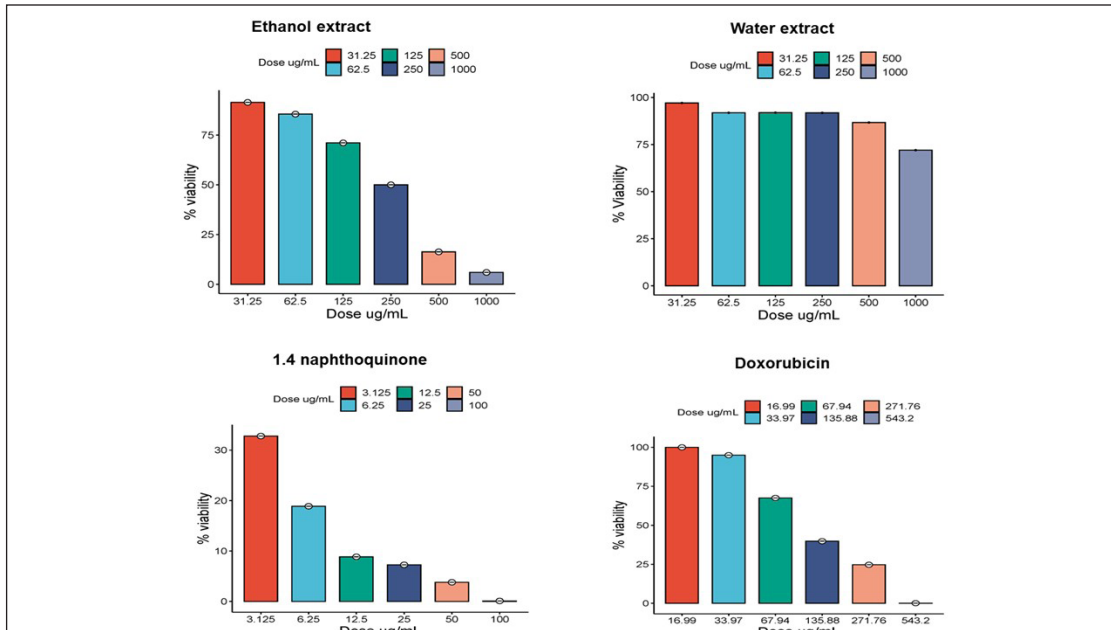 Ethanol extract
Dose ug/mL 31.25 125 500
62.5 250 1000
% viability
75
50
25
0
31.25 62.5 125 250 500 1000
Dose ug/mL
Water extract
Dose ug/mL 31.25 125 500
62.5 250 1000
% Viability
100
75
50
25
0
31.25 62.5 125 250 500 1000
Dose ug/mL
1.4 naphthoquinone
Dose ug/mL 3.125 12.5 50
6.25 25 100
% viability
30
20
10
0
3.125 6.25 12.5 25 50 100
Dose ug/mL
Doxorubicin
Dose ug/mL 16.99 67.94 271.76
33.97 135.88 543.2
% viability
100
75
50
25
0
16.99 33.97 67.94 135.88 271.76 543.2
Dose ug/mL